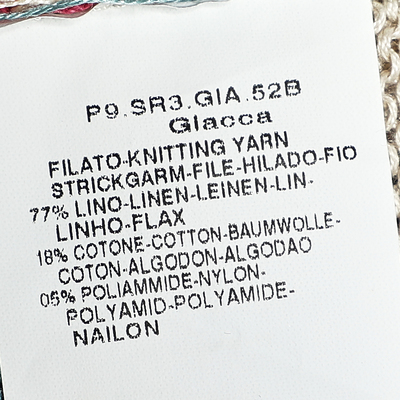 P9.SR3.GIA.52B
Giacca
FILATO-KNITTING YARN
STRICKGARM-FILE-HILADO-FIO
77% LINO-LINEN-LEINEN-LIN-
LINHO-FLAX
18% COTONE-COTTON-BAUMWOLLE-
COTON-ALGODON-ALGODAO
05% POLIAMMIDE-NYLON-
POLYAMID-POLYAMIDE-
NAILON